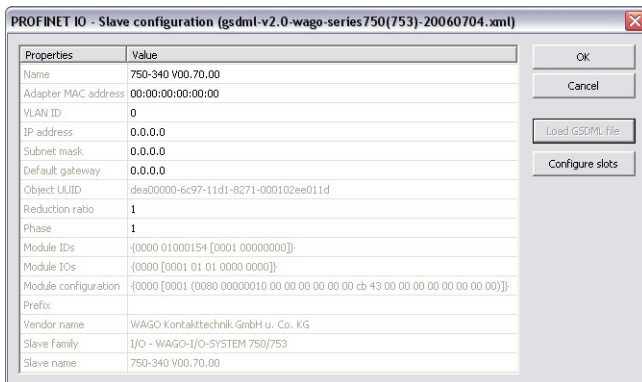 PROFINET IO - Slave configuration (gsdml-v2.0-wago-series750(753)-20060704.xml)
Properties Value
Name 750-340 V00.70.00
Adapter MAC address 00:00:00:00:00:00
VLAN ID 0
IP address 0.0.0.0
Subnet mask 0.0.0.0
Default gateway 0.0.0.0
Object UUID dea00000-6c97-11d1-8271-000102ee011d
Reduction ratio 1
Phase 1
Module IDs {0000 01000154 [0001 00000000]}
Module IOs {0000 [0001 01 01 0000 0000]}
Module configuration {0000 [0001 (0080 00000010 00 00 00 00 00 00 cb 43 00 00 00 00 00 00 00 00)]}
Prefix
Vendor name WAGO Kontakttechnik GmbH u. Co. KG
Slave family I/O - WAGO-I/O-SYSTEM 750/753
Slave name 750-340 V00.70.00
OK
Cancel
Load GSDML file
Configure slots